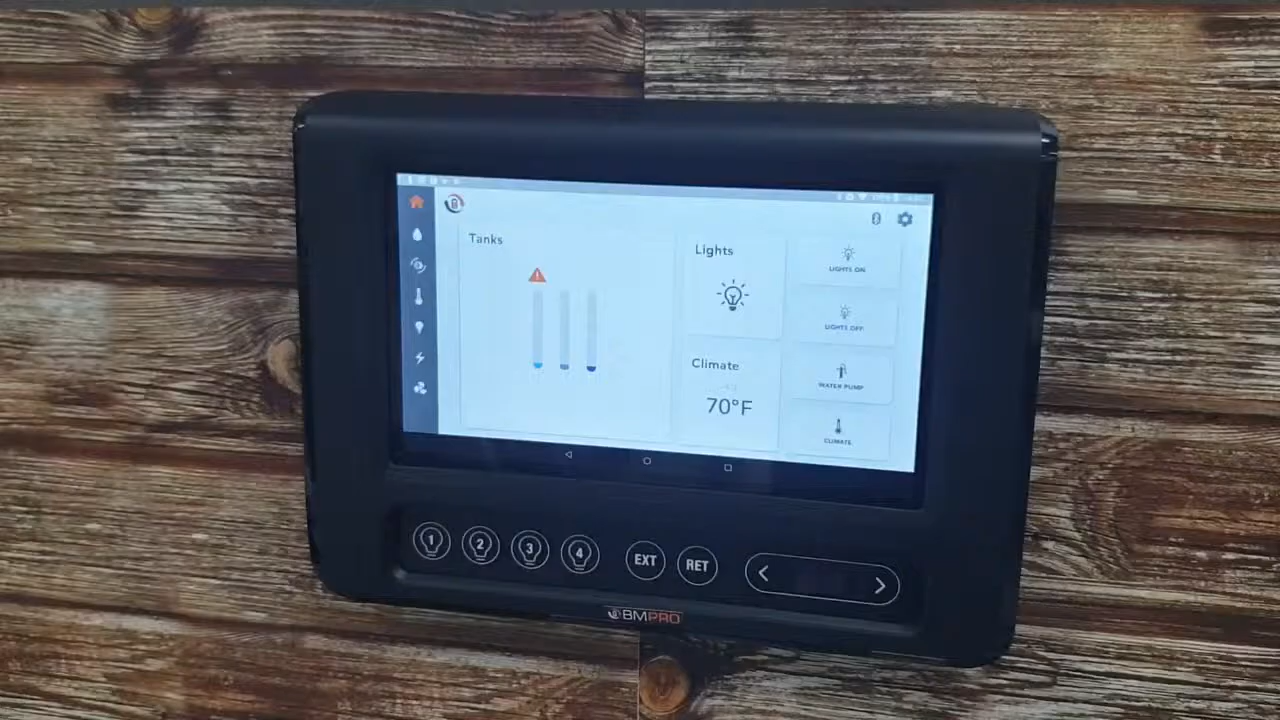 Tanks
Lights
Climate
70°F
LIGHTS ON
LIGHTS OFF
WATER PUMP
CLIMATE
1 2 3 4 EXT RET < >
BMPRO